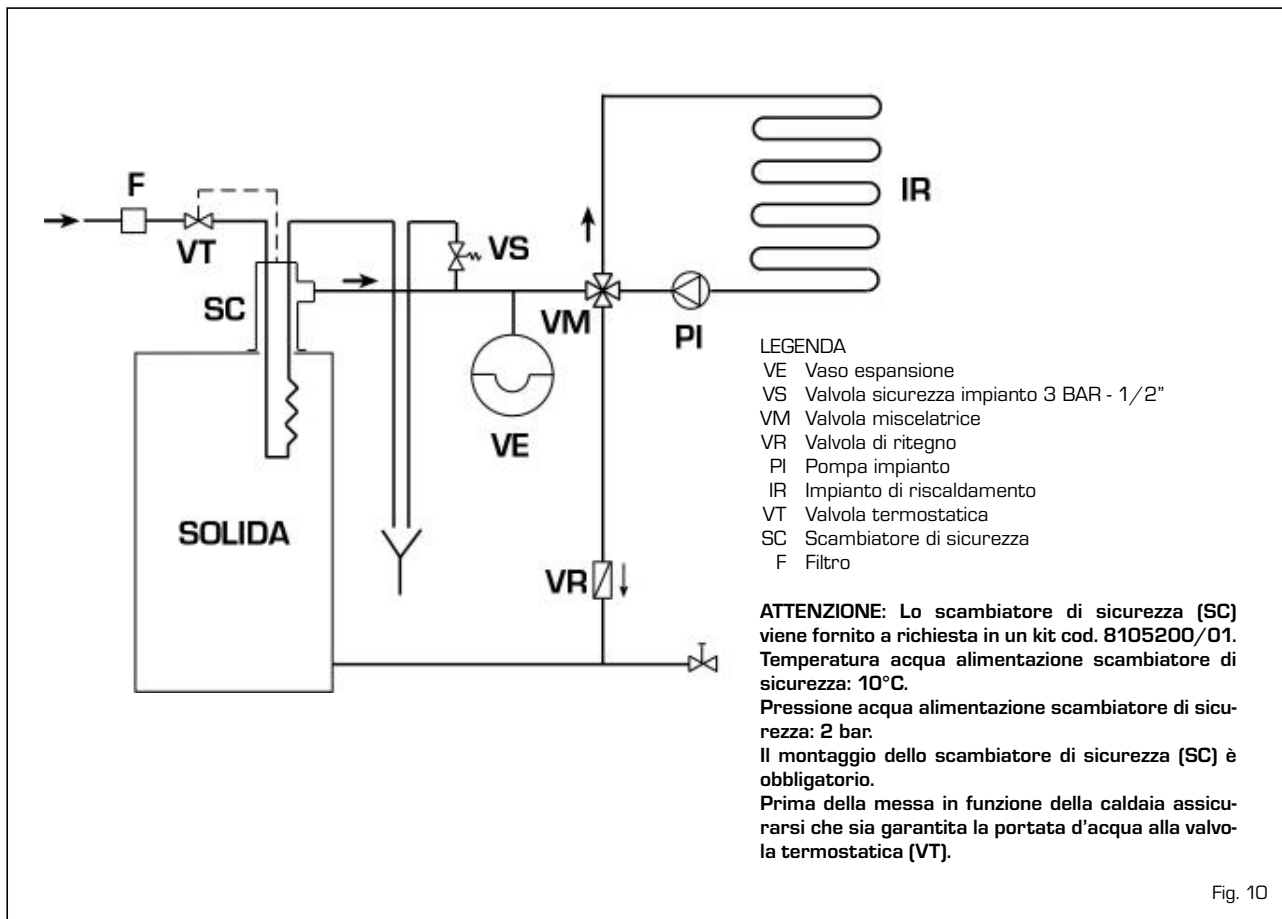 F
VT
SC
VS
VM
PI
IR
VE
SOLIDA
VR
LEGENDA
VE Vaso espansione
VS Valvola sicurezza impianto 3 BAR - 1/2”
VM Valvola miscelatrice
VR Valvola di ritegno
PI Pompa impianto
IR Impianto di riscaldamento
VT Valvola termostatica
SC Scambiatore di sicurezza
F Filtro
ATTENZIONE: Lo scambiatore di sicurezza (SC)
viene fornito a richiesta in un kit cod. 8105200/01.
Temperatura acqua alimentazione scambiatore di
sicurezza: 10°C.
Pressione acqua alimentazione scambiatore di sicu-
rezza: 2 bar.
Il montaggio dello scambiatore di sicurezza (SC) è
obbligatorio.
Prima della messa in funzione della caldaia assicu-
rarsi che sia garantita la portata d’acqua alla valvo-
la termostatica (VT).
Fig. 10